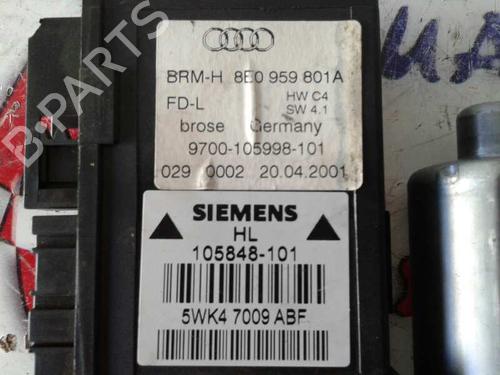 BRM-H 8E0 959 801A
FD-L HW C4
SW 4.1
brose Germany
9700-105998-101
029 0002 20.04.2001
SIEMENS
HL
105848-101
5WK4 7009 ABF
B-PARTS